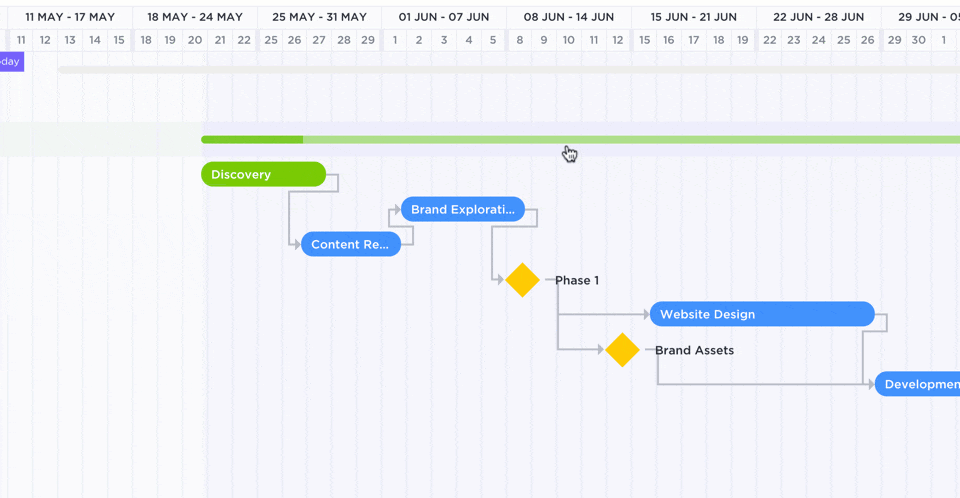 11 MAY - 17 MAY 18 MAY - 24 MAY 25 MAY - 31 MAY 01 JUN - 07 JUN 08 JUN - 14 JUN 15 JUN - 21 JUN 22 JUN - 28 JUN 29 JUN - 05
11 12 13 14 15 18 19 20 21 22 25 26 27 28 29 1 2 3 4 5 8 9 10 11 12 15 16 17 18 19 22 23 24 25 26 29 30 1
day
Discovery
Brand Explorati...
Content Re...
Phase 1
Website Design
Brand Assets
Developmen